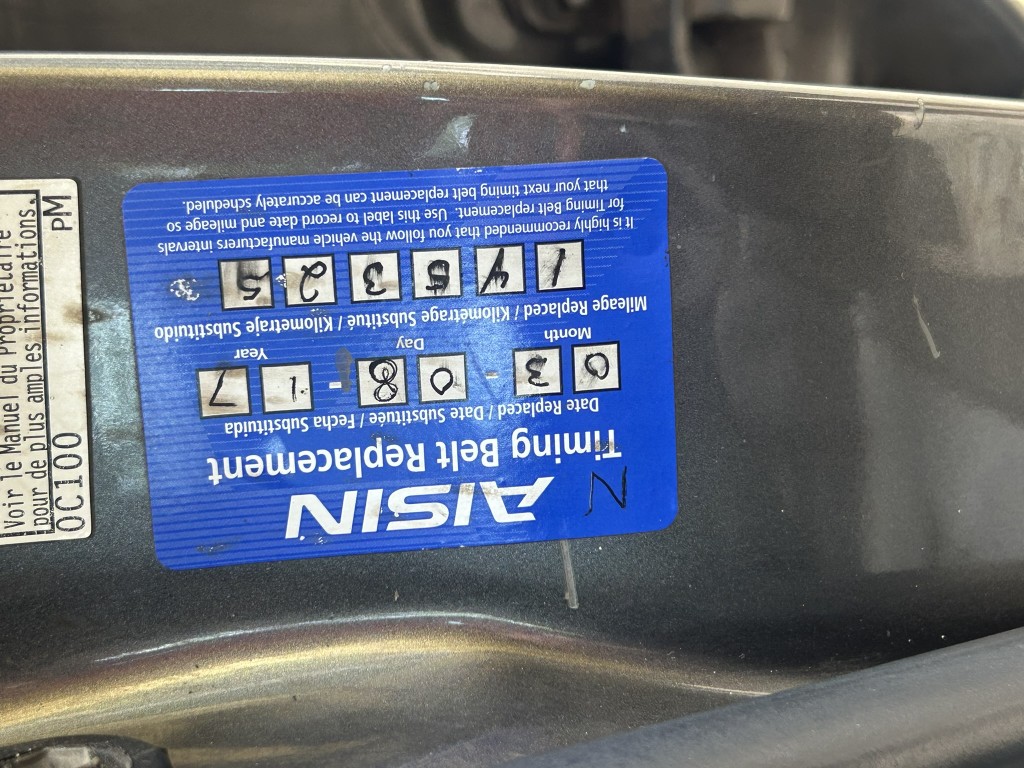 N AISIN
Timing Belt Replacement
Date Replaced / Date Substituée / Fecha Substituida
0 3 - 0 8 - 1 7
Month Day Year
Mileage Replaced / Kilométrage Substitué / Kilometraje Substituido
1 4 5 3 2 5
It is highly recommended that you follow the vehicle manufacturers intervals
for Timing Belt replacement. Use this label to record date and mileage so
that your next timing belt replacement can be accurately scheduled.
Voir le Manuel du Propriétaire
pour de plus amples informations.
0C100 PM